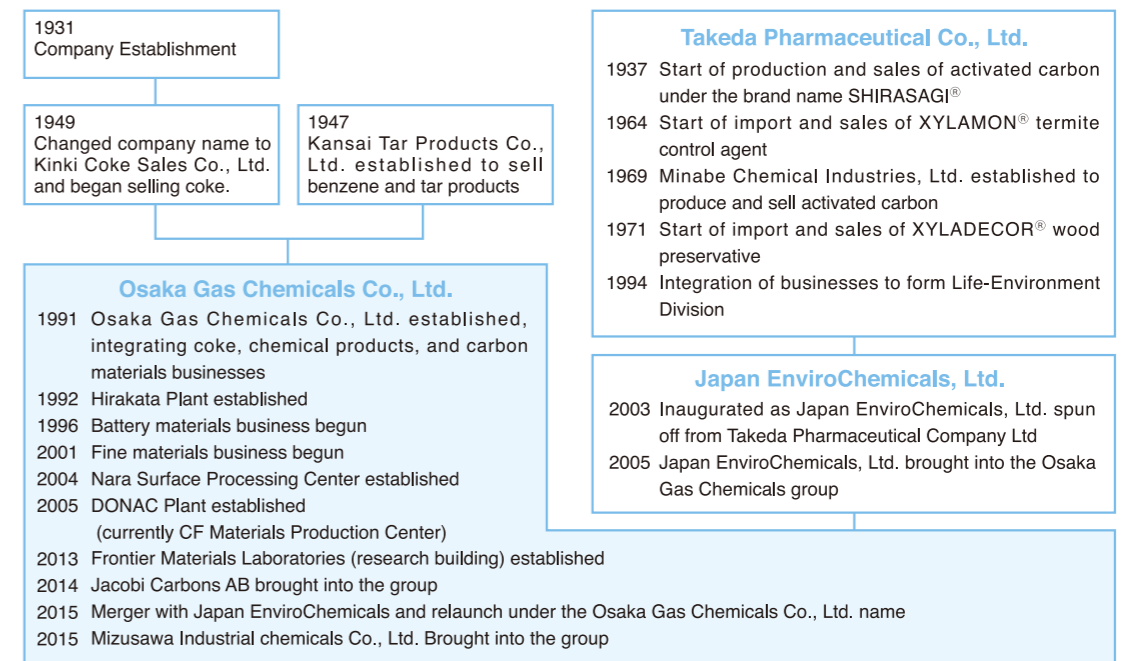 1931
Company Establishment
1949
Changed company name to
Kinki Coke Sales Co., Ltd.
and began selling coke.
1947
Kansai Tar Products Co.,
Ltd. established to sell
benzene and tar products
Osaka Gas Chemicals Co., Ltd.
1991 Osaka Gas Chemicals Co., Ltd. established,
integrating coke, chemical products, and carbon
materials businesses
1992 Hirakata Plant established
1996 Battery materials business begun
2001 Fine materials business begun
2004 Nara Surface Processing Center established
2005 DONAC Plant established
(currently CF Materials Production Center)
2013 Frontier Materials Laboratories (research building) established
2014 Jacobi Carbons AB brought into the group
2015 Merger with Japan EnviroChemicals and relaunch under the Osaka Gas Chemicals Co., Ltd. name
2015 Mizusawa Industrial chemicals Co., Ltd. Brought into the group
Takeda Pharmaceutical Co., Ltd.
1937 Start of production and sales of activated carbon
under the brand name SHIRASAGI®
1964 Start of import and sales of XYLAMON® termite
control agent
1969 Minabe Chemical Industries, Ltd. established to
produce and sell activated carbon
1971 Start of import and sales of XYLADECOR® wood
preservative
1994 Integration of businesses to form Life-Environment
Division
Japan EnviroChemicals, Ltd.
2003 Inaugurated as Japan EnviroChemicals, Ltd. spun
off from Takeda Pharmaceutical Company Ltd
2005 Japan EnviroChemicals, Ltd. brought into the Osaka
Gas Chemicals group